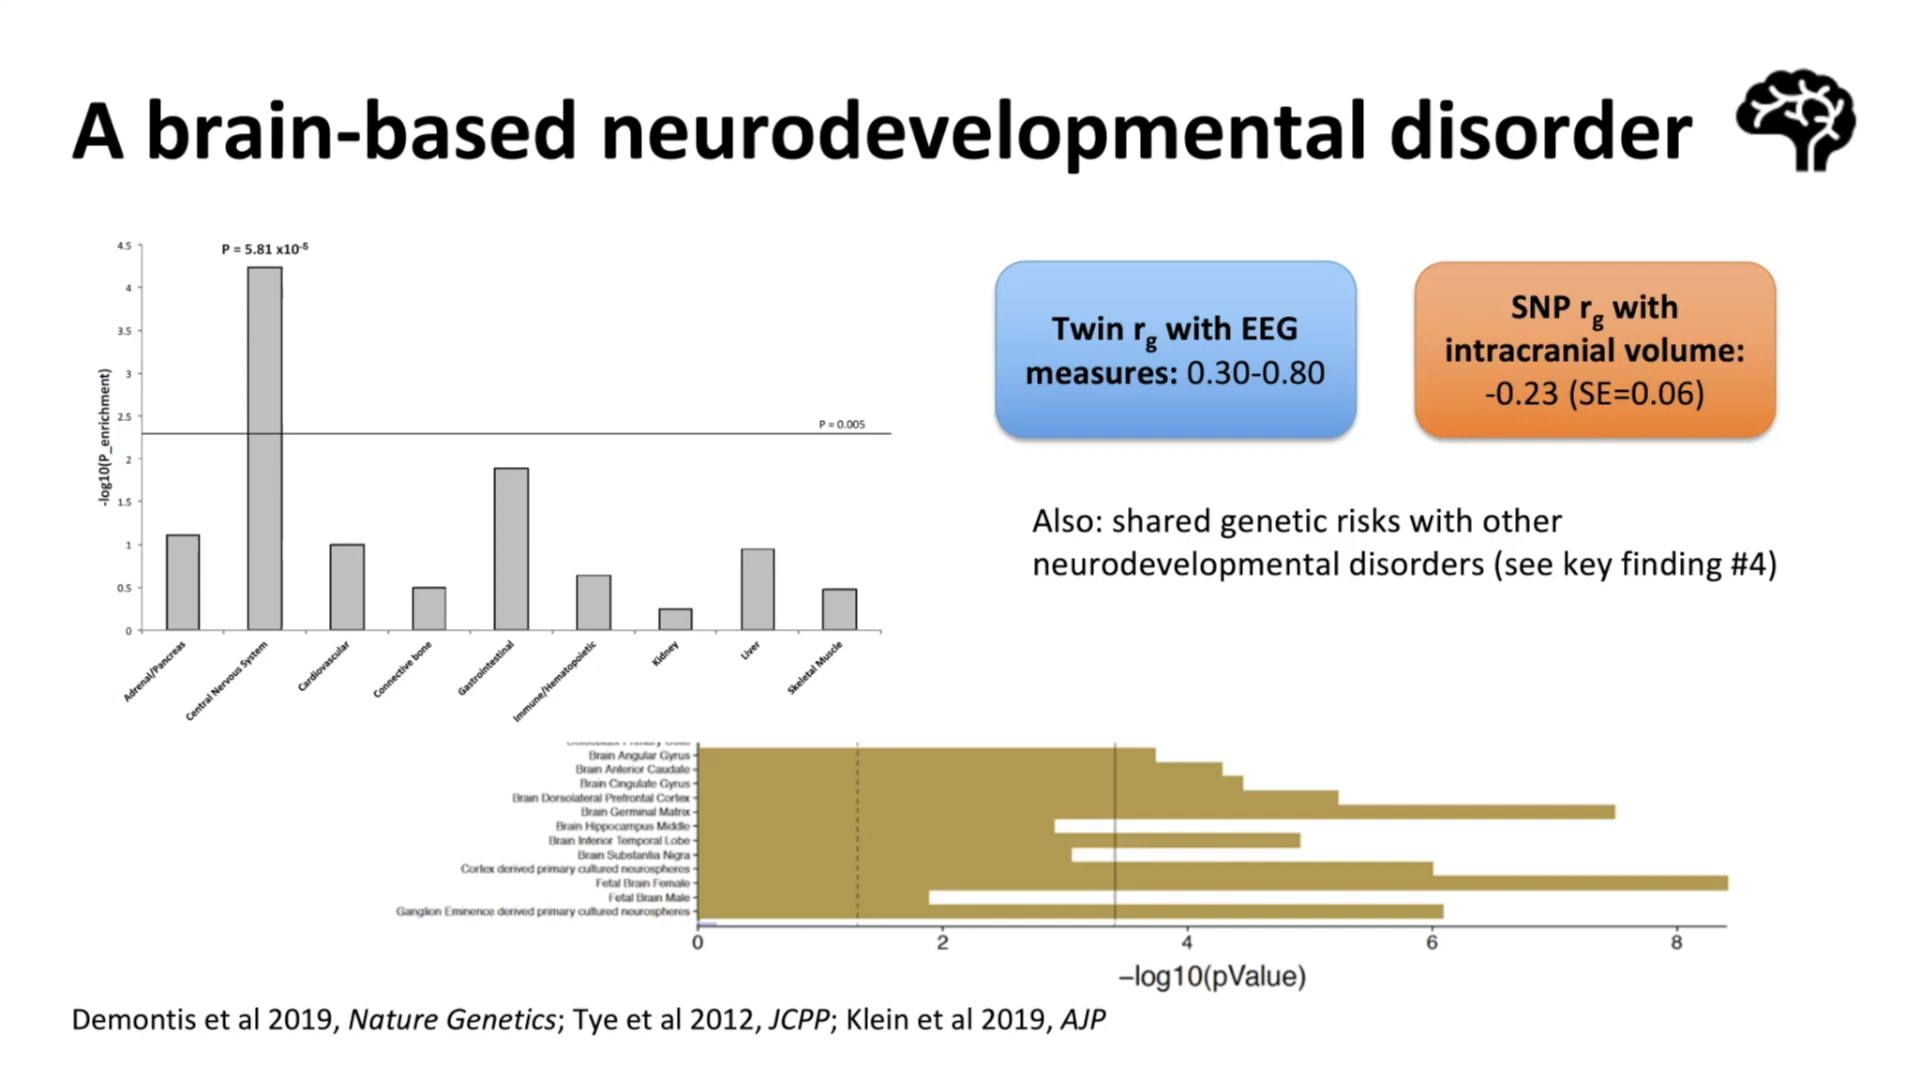 A brain-based neurodevelopmental disorder
4.5
4
3.5
3
2.5
2
1.5
1
0.5
0
-log10(P_enrichment)
P = 5.81 x10-5
P = 0.005
Adrenal/Pancreas
Central Nervous System
Cardiovascular
Connective bone
Gastrointestinal
Immune/Hematopoietic
Kidney
Liver
Skeletal Muscle
Twin rg with EEG
measures: 0.30-0.80
SNP rg with
intracranial volume:
-0.23 (SE=0.06)
Also: shared genetic risks with other
neurodevelopmental disorders (see key finding #4)
Brain Angular Gyrus
Brain Anterior Caudate
Brain Cingulate Gyrus
Brain Dorsolateral Prefrontal Cortex
Brain Germinal Matrix
Brain Hippocampus Middle
Brain Inferior Temporal Lobe
Brain Substantia Nigra
Cortex derived primary cultured neurospheres
Fetal Brain Female
Fetal Brain Male
Ganglion Eminence derived primary cultured neurospheres
0 2 4 6 8
−log10(pValue)
Demontis et al 2019, Nature Genetics; Tye et al 2012, JCPP; Klein et al 2019, AJP